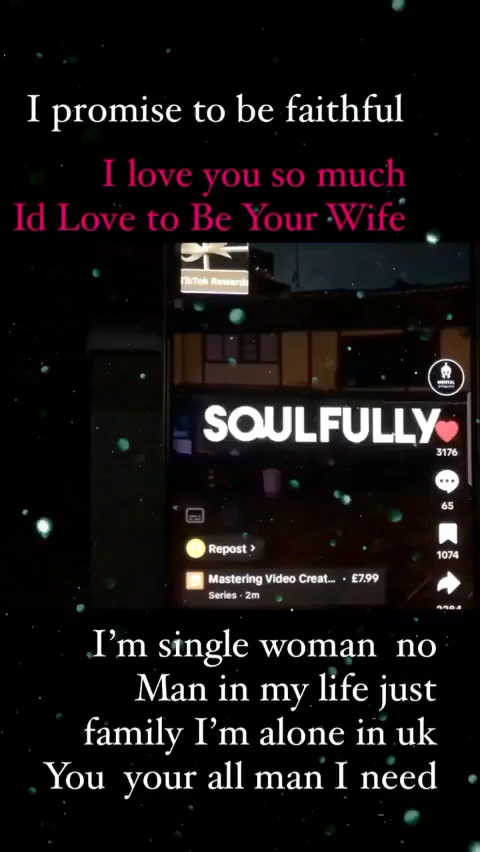 I promise to be faithful
I love you so much
Id Love to Be Your Wife
TikTok Rewards
MENTAL
SOULFULLY
3176
65
1074
Repost >
Mastering Video Creat... · £7.99
Series · 2m
I'm single woman no
Man in my life just
family I'm alone in uk
You your all man I need